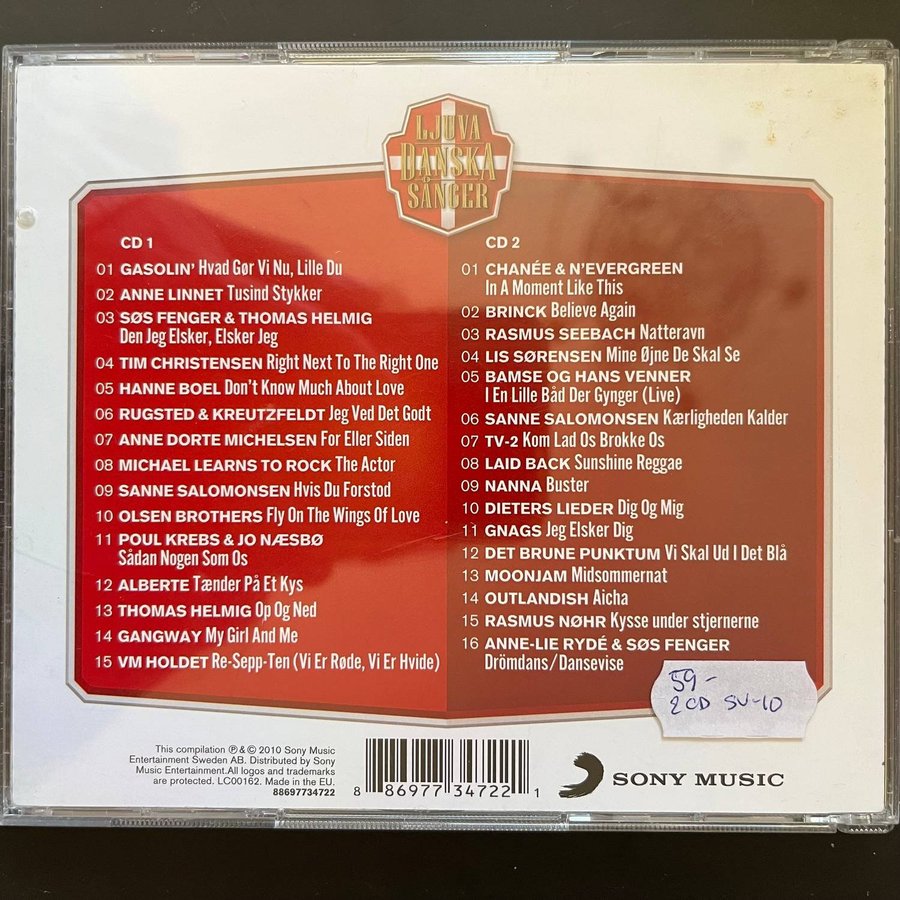 LJUVA
DANSKA
SÅNGER
CD 1
01 GASOLIN' Hvad Gør Vi Nu, Lille Du
02 ANNE LINNET Tusind Stykker
03 SØS FENGER & THOMAS HELMIG
Den Jeg Elsker, Elsker Jeg
04 TIM CHRISTENSEN Right Next To The Right One
05 HANNE BOEL Don't Know Much About Love
06 RUGSTED & KREUTZFELDT Jeg Ved Det Godt
07 ANNE DORTE MICHELSEN For Eller Siden
08 MICHAEL LEARNS TO ROCK The Actor
09 SANNE SALOMONSEN Hvis Du Forstod
10 OLSEN BROTHERS Fly On The Wings Of Love
11 POUL KREBS & JO NÆSBØ
Sådan Nogen Som Os
12 ALBERTE Tænder På Et Kys
13 THOMAS HELMIG Op Og Ned
14 GANGWAY My Girl And Me
15 VM HOLDET Re-Sepp-Ten (Vi Er Røde, Vi Er Hvide)
CD 2
01 CHANÉE & N'EVERGREEN
In A Moment Like This
02 BRINCK Believe Again
03 RASMUS SEEBACH Natteravn
04 LIS SØRENSEN Mine Øjne De Skal Se
05 BAMSE OG HANS VENNER
I En Lille Båd Der Gynger (Live)
06 SANNE SALOMONSEN Kærligheden Kalder
07 TV-2 Kom Lad Os Brokke Os
08 LAID BACK Sunshine Reggae
09 NANNA Buster
10 DIETERS LIEDER Dig Og Mig
11 GNAGS Jeg Elsker Dig
12 DET BRUNE PUNKTUM Vi Skal Ud I Det Blå
13 MOONJAM Midsommernat
14 OUTLANDISH Aicha
15 RASMUS NØHR Kysse under stjernerne
16 ANNE-LIE RYDÉ & SØS FENGER
Drömdans/Dansevise
59-
2CD SV-10
This compilation ℗ & © 2010 Sony Music
Entertainment Sweden AB. Distributed by Sony
Music Entertainment.All logos and trademarks
are protected. LC00162. Made in the EU.
88697734722
8 86977 34722 1
SONY MUSIC